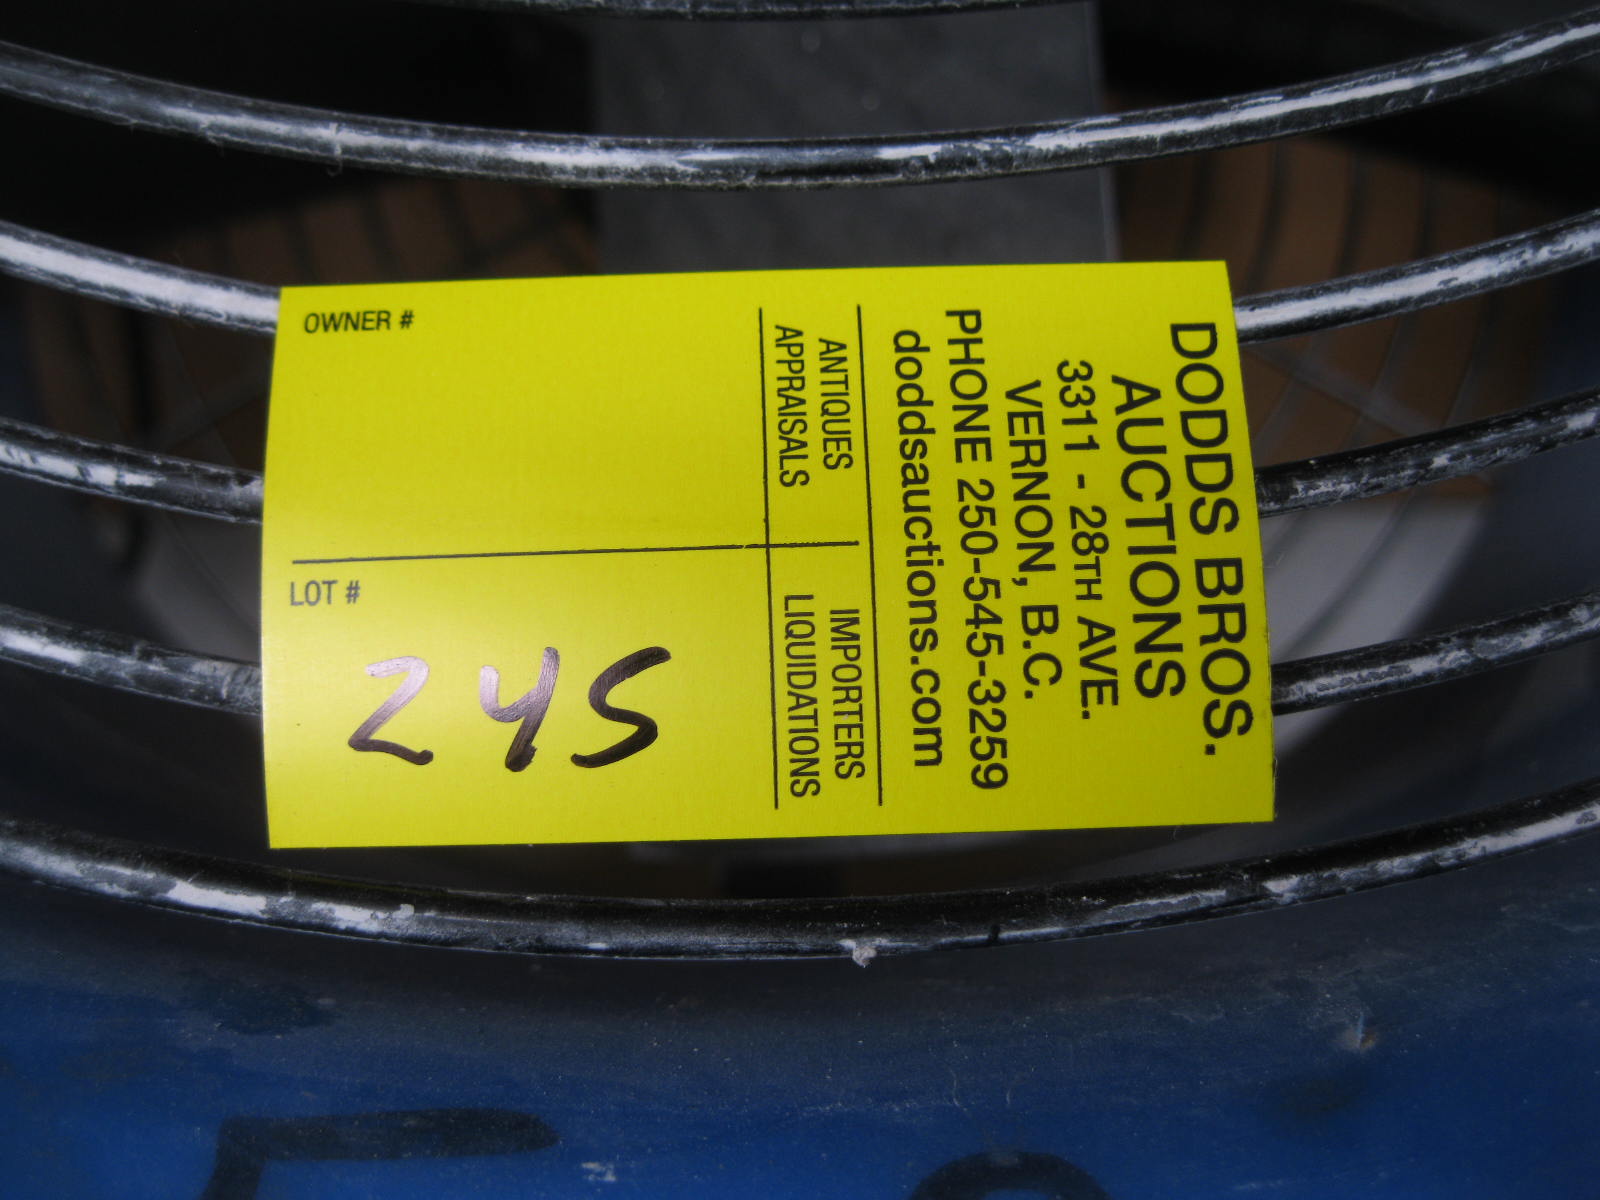 DODDS BROS.
AUCTIONS
3311 - 28TH AVE.
VERNON, B.C.
PHONE 250-545-3259
doddsauctions.com
ANTIQUES
APPRAISALS
IMPORTERS
LIQUIDATIONS
OWNER #
LOT #
245